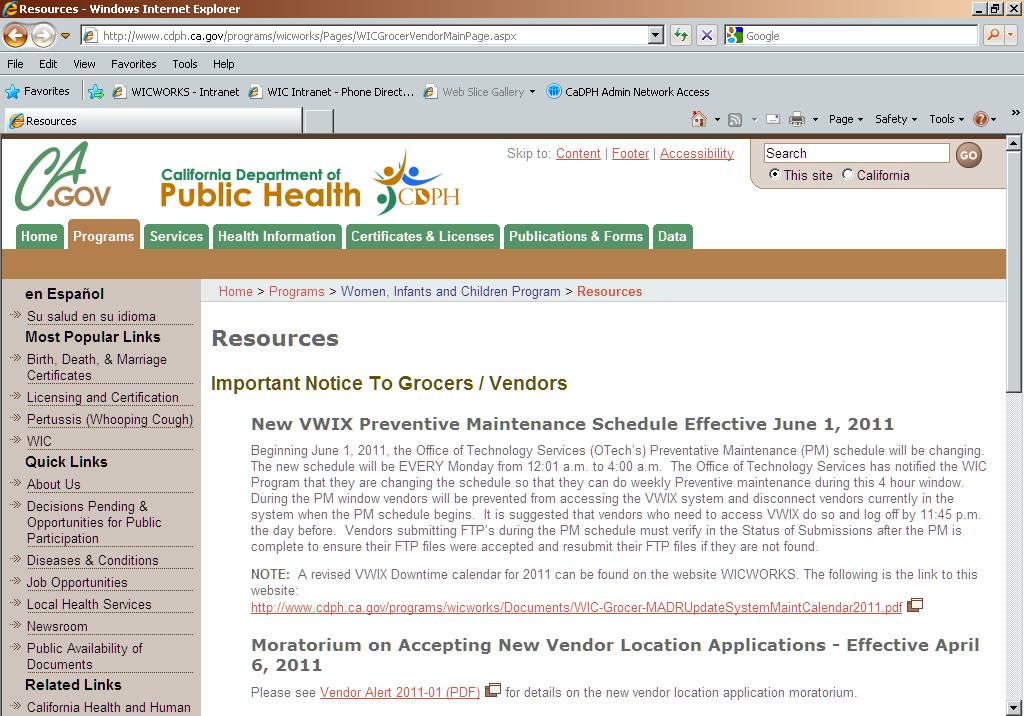 Resources - Windows Internet Explorer
http://www.cdph.ca.gov/programs/wicworks/Pages/WICGrocerVendorMainPage.aspx
Google
File Edit View Favorites Tools Help
Favorites WICWORKS - Intranet WIC Intranet - Phone Direct... Web Slice Gallery CaDPH Admin Network Access
Resources
Page Safety Tools
CA.GOV
California Department of
Public Health
CDPH
Skip to: Content | Footer | Accessibility
Search GO
This site California
Home Programs Services Health Information Certificates & Licenses Publications & Forms Data
en Español
Su salud en su idioma
Most Popular Links
Birth, Death, & Marriage
Certificates
Licensing and Certification
Pertussis (Whooping Cough)
WIC
Quick Links
About Us
Decisions Pending &
Opportunities for Public
Participation
Diseases & Conditions
Job Opportunities
Local Health Services
Newsroom
Public Availability of
Documents
Related Links
California Health and Human
Home > Programs > Women, Infants and Children Program > Resources
Resources
Important Notice To Grocers / Vendors
New VWIX Preventive Maintenance Schedule Effective June 1, 2011
Beginning June 1, 2011, the Office of Technology Services (OTech's) Preventative Maintenance (PM) schedule will be changing.
The new schedule will be EVERY Monday from 12:01 a.m. to 4:00 a.m. The Office of Technology Services has notified the WIC
Program that they are changing the schedule so that they can do weekly Preventive maintenance during this 4 hour window.
During the PM window vendors will be prevented from accessing the VWIX system and disconnect vendors currently in the
system when the PM schedule begins. It is suggested that vendors who need to access VWIX do so and log off by 11:45 p.m.
the day before. Vendors submitting FTP's during the PM schedule must verify in the Status of Submissions after the PM is
complete to ensure their FTP files were accepted and resubmit their FTP files if they are not found.
NOTE: A revised VWIX Downtime calendar for 2011 can be found on the website WICWORKS. The following is the link to this
website:
http://www.cdph.ca.gov/programs/wicworks/Documents/WIC-Grocer-MADRUpdateSystemMaintCalendar2011.pdf
Moratorium on Accepting New Vendor Location Applications - Effective April
6, 2011
Please see Vendor Alert 2011-01 (PDF) for details on the new vendor location application moratorium.